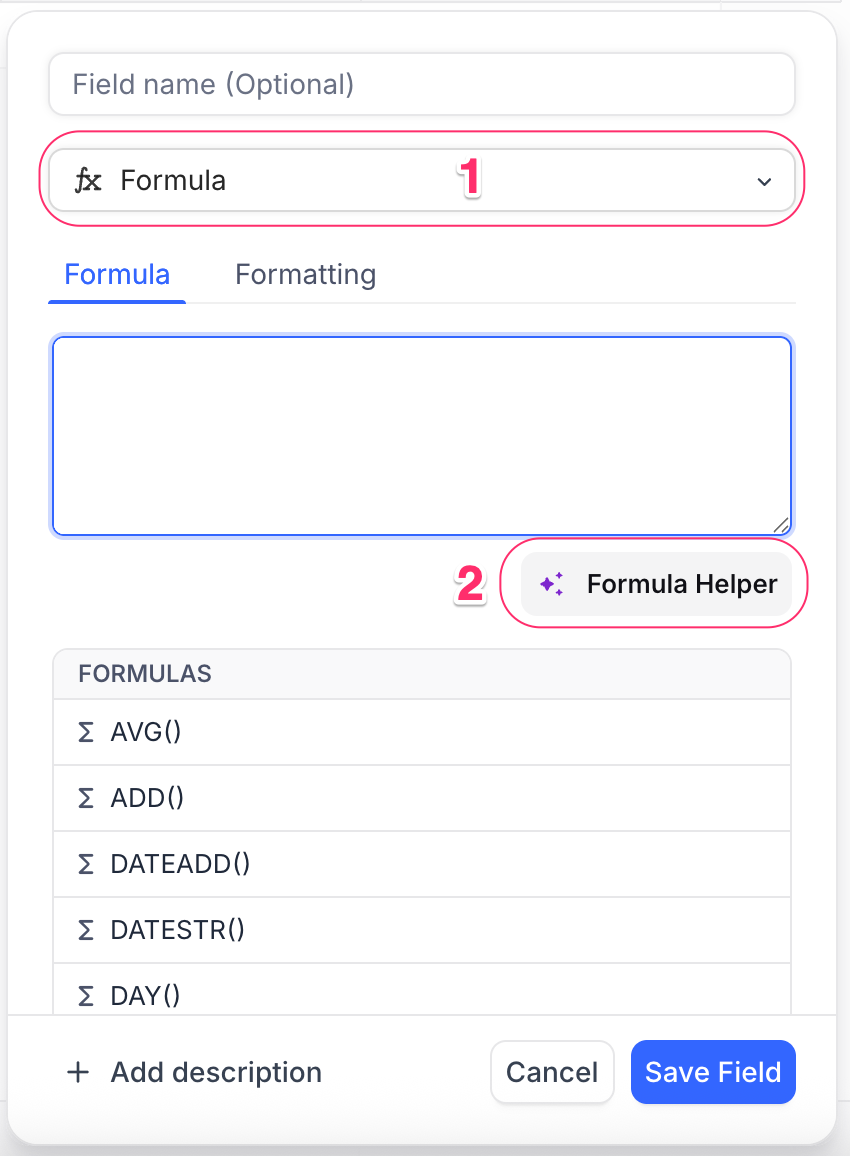 Field name (Optional)
fx Formula 1
Formula Formatting
2 Formula Helper
FORMULAS
Σ AVG()
Σ ADD()
Σ DATEADD()
Σ DATESTR()
Σ DAY()
+ Add description Cancel Save Field